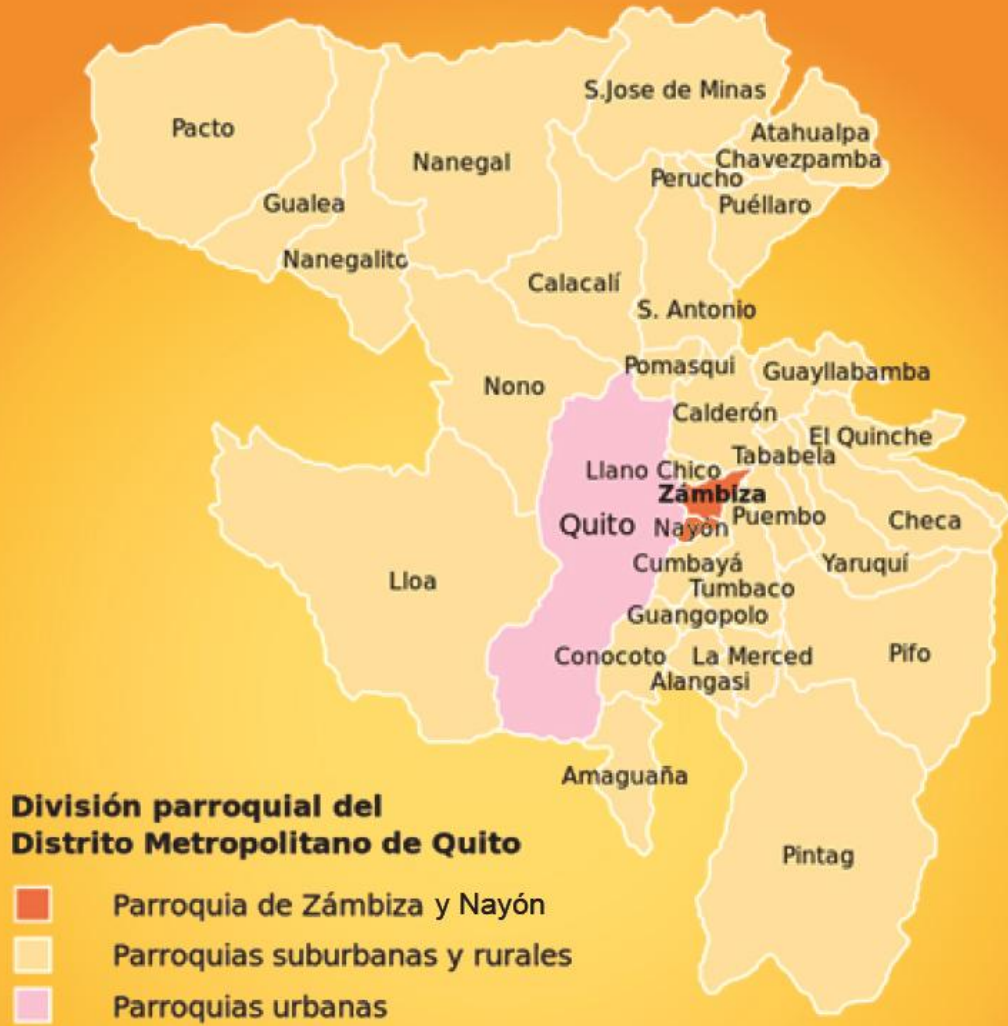 S.Jose de Minas
Pacto
Atahualpa
Nanegal
Chavezpamba
Perucho
Gualea
Puéllaro
Nanegalito
Calacalí
S. Antonio
Pomasqui
Guayllabamba
Nono
Calderón
El Quinche
Tababela
Llano Chico
Zámbiza
Puembo
Checa
Quito
Nayón
Cumbayá
Yaruquí
Lloa
Tumbaco
Guangopolo
Conocoto
La Merced
Pifo
Alangasi
Amaguaña
Pintag
División parroquial del
Distrito Metropolitano de Quito
Parroquia de Zámbiza y Nayón
Parroquias suburbanas y rurales
Parroquias urbanas